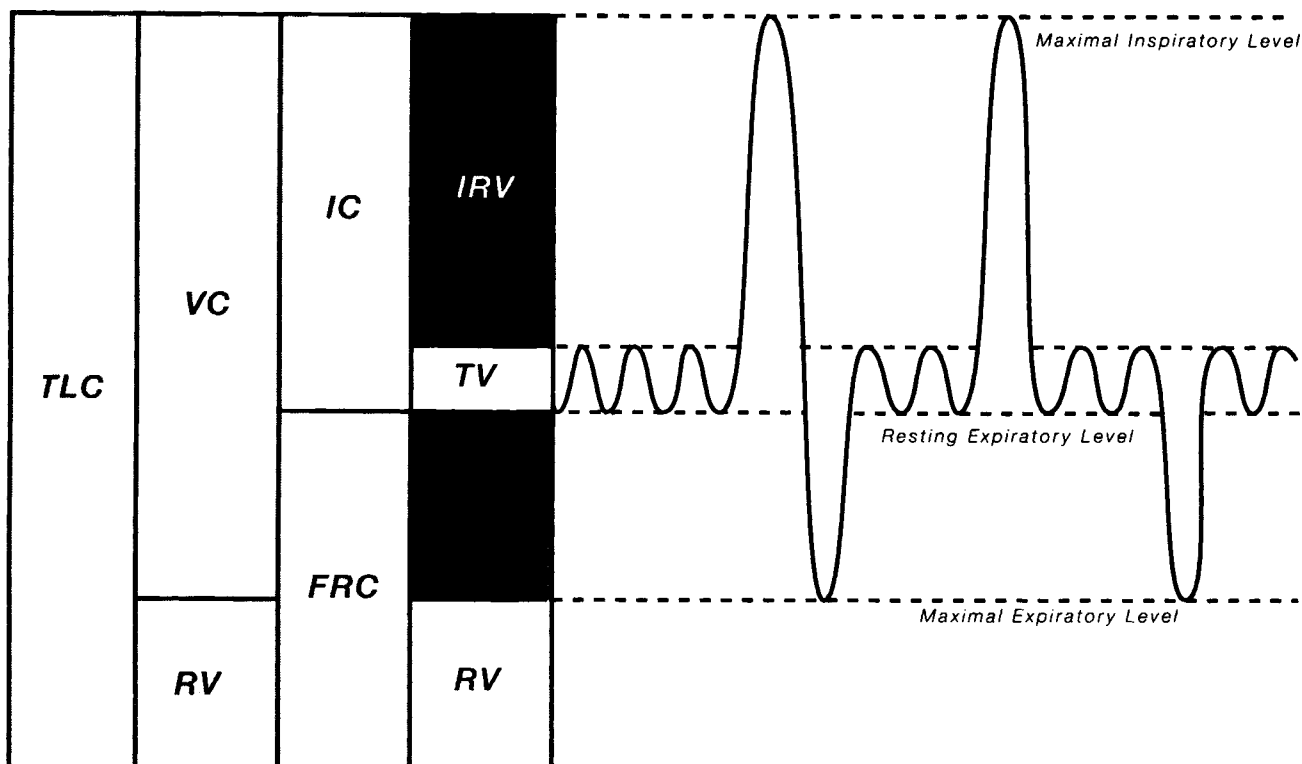 Maximal Inspiratory Level
IRV
IC
VC
TV
TLC
Resting Expiratory Level
FRC
Maximal Expiratory Level
RV
RV